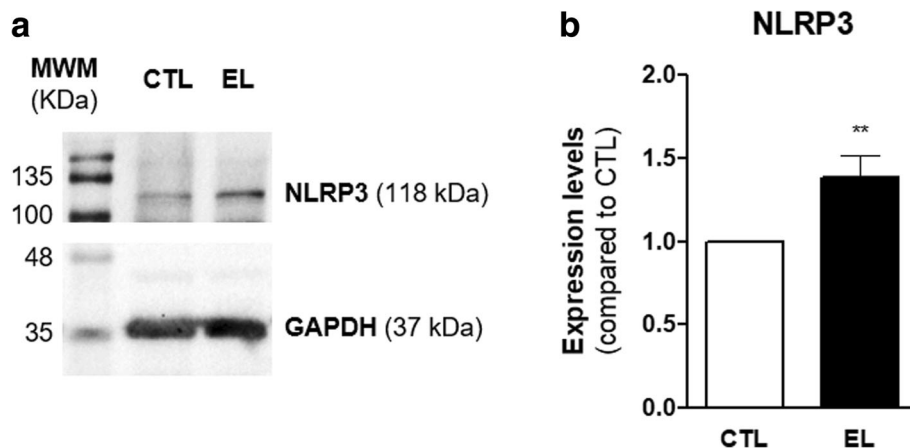 a
MWM
(KDa)
CTL EL
135
100
NLRP3 (118 kDa)
48
35
GAPDH (37 kDa)
b
NLRP3
Expression levels
(compared to CTL)
2.0
1.5
1.0
0.5
0.0
**
CTL EL